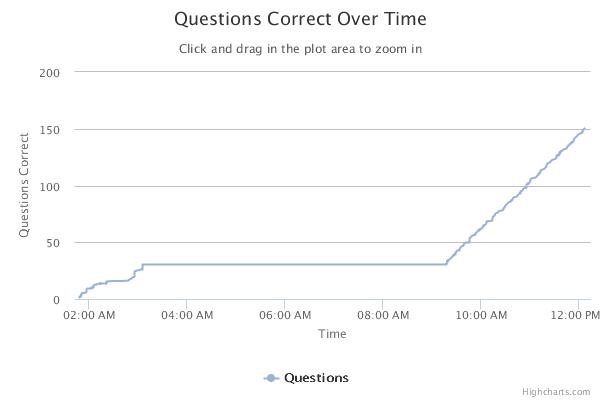 Questions Correct Over Time
Click and drag in the plot area to zoom in
Questions Correct
200
150
100
50
0
02:00 AM 04:00 AM 06:00 AM 08:00 AM 10:00 AM 12:00 PM
Time
Questions
Highcharts.com